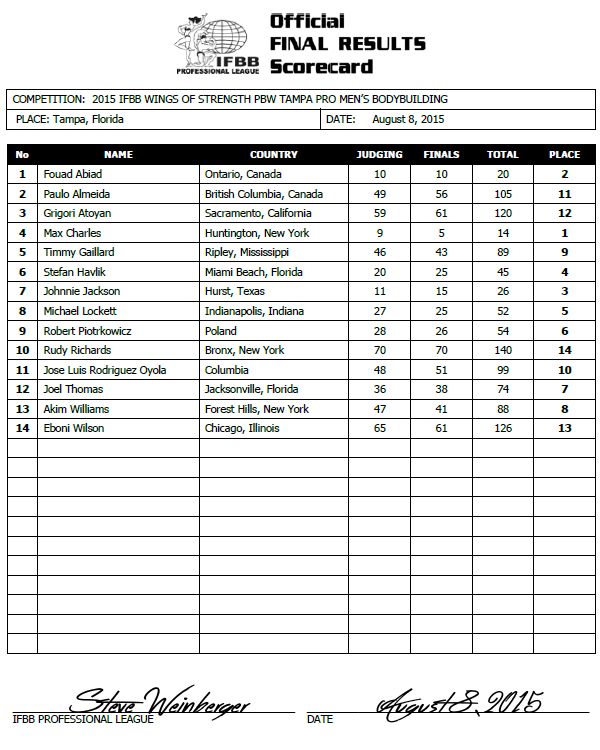 Official
FINAL RESULTS
Scorecard
IFBB
PROFESSIONAL LEAGUE
COMPETITION: 2015 IFBB WINGS OF STRENGTH PBW TAMPA PRO MEN'S BODYBUILDING
PLACE: Tampa, Florida DATE: August 8, 2015
No NAME COUNTRY JUDGING FINALS TOTAL PLACE
1 Fouad Abiad Ontario, Canada 10 10 20 2
2 Paulo Almeida British Columbia, Canada 49 56 105 11
3 Grigori Atoyan Sacramento, California 59 61 120 12
4 Max Charles Huntington, New York 9 5 14 1
5 Timmy Gaillard Ripley, Mississippi 46 43 89 9
6 Stefan Havlik Miami Beach, Florida 20 25 45 4
7 Johnnie Jackson Hurst, Texas 11 15 26 3
8 Michael Lockett Indianapolis, Indiana 27 25 52 5
9 Robert Piotrkowicz Poland 28 26 54 6
10 Rudy Richards Bronx, New York 70 70 140 14
11 Jose Luis Rodriguez Oyola Columbia 48 51 99 10
12 Joel Thomas Jacksonville, Florida 36 38 74 7
13 Akim Williams Forest Hills, New York 47 41 88 8
14 Eboni Wilson Chicago, Illinois 65 61 126 13
Steve Weinberger August 8, 2015
IFBB PROFESSIONAL LEAGUE DATE